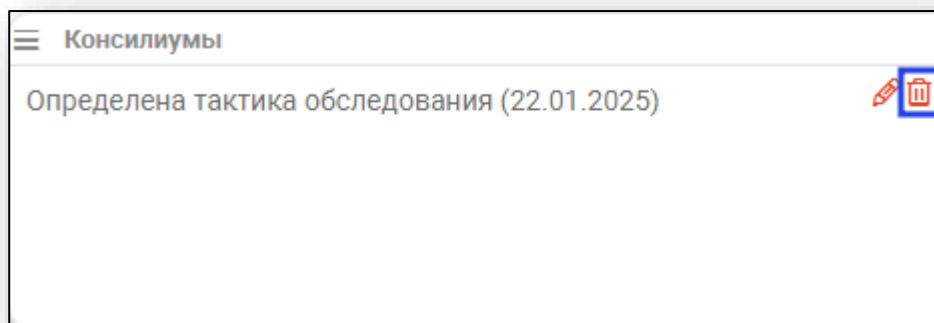 Консилиумы
Определена тактика обследования (22.01.2025)